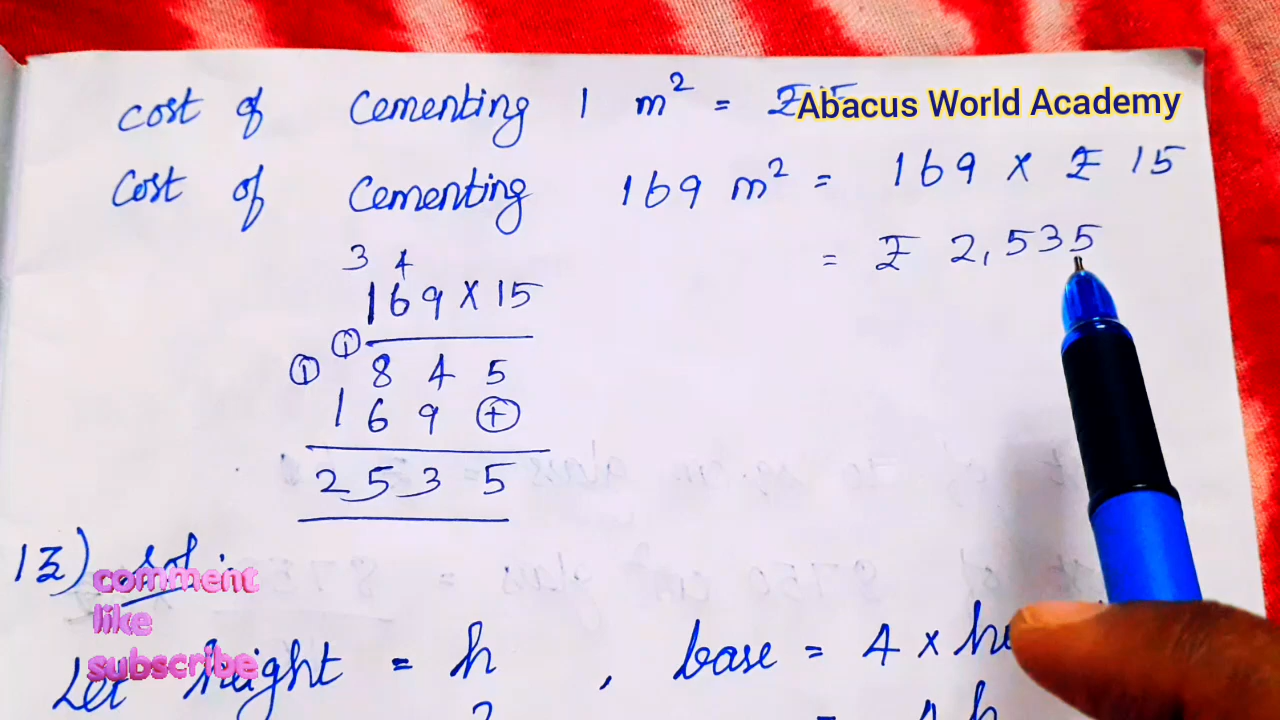 cost of Cementing 1 m² = ₹ 15
Abacus World Academy
Cost of Cementing 169 m² = 169 x ₹ 15
= ₹ 2,535
3 4
169 x 15
1
1 8 4 5
1 6 9 +
2 5 3 5
13) sol:
comment
like
subscribe
Let height = h, base = 4 x